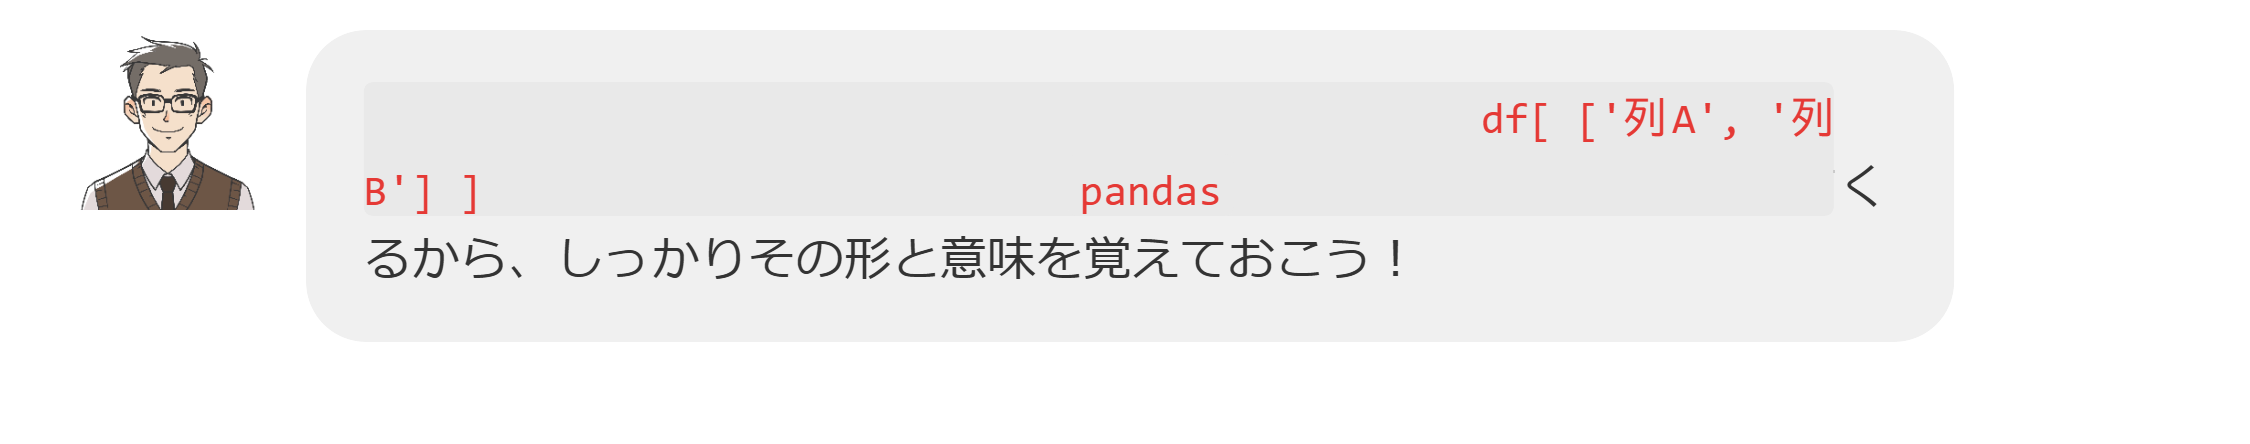 df[ ['列A', '列
B'] ] pandas く
るから、しっかりその形と意味を覚えておこう！